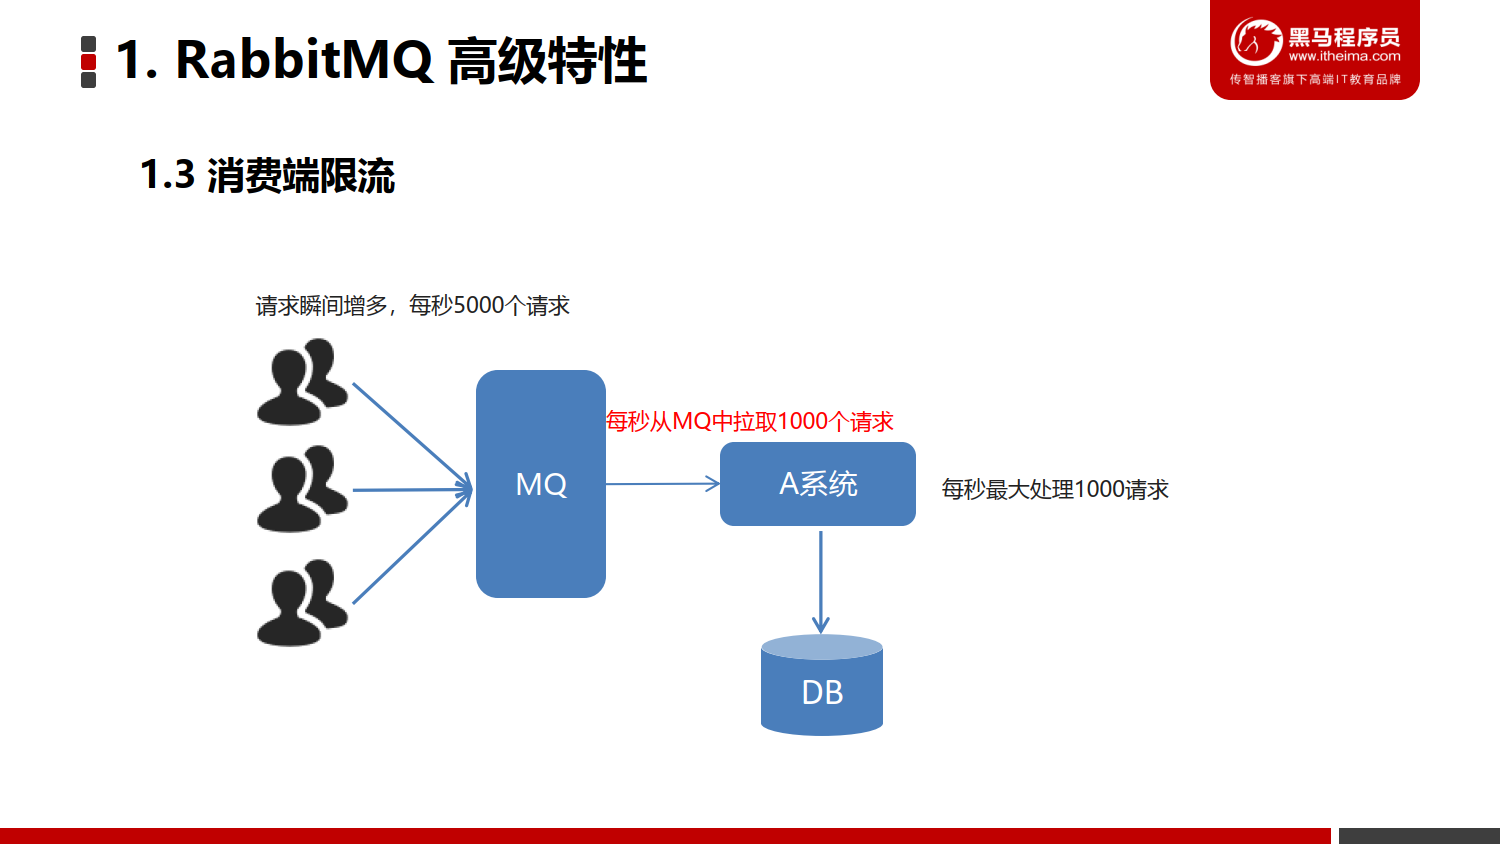 1. RabbitMQ 高级特性
黑马程序员
www.itheima.com
传智播客旗下高端IT教育品牌
1.3 消费端限流
请求瞬间增多，每秒5000个请求
每秒从MQ中拉取1000个请求
MQ
A系统
每秒最大处理1000请求
DB